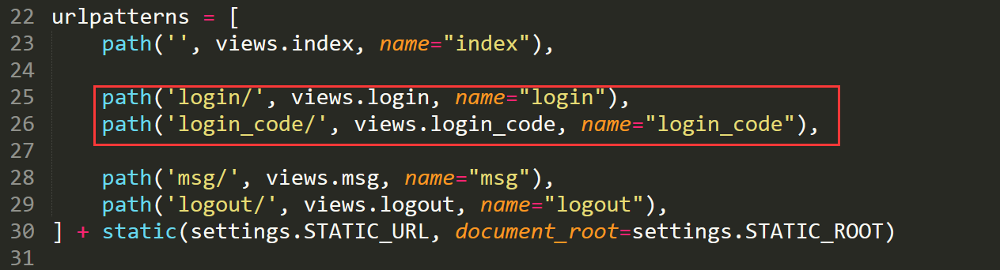 22 urlpatterns = [
23     path('', views.index, name="index"),
24
25     path('login/', views.login, name="login"),
26     path('login_code/', views.login_code, name="login_code"),
27
28     path('msg/', views.msg, name="msg"),
29     path('logout/', views.logout, name="logout"),
30 ] + static(settings.STATIC_URL, document_root=settings.STATIC_ROOT)
31